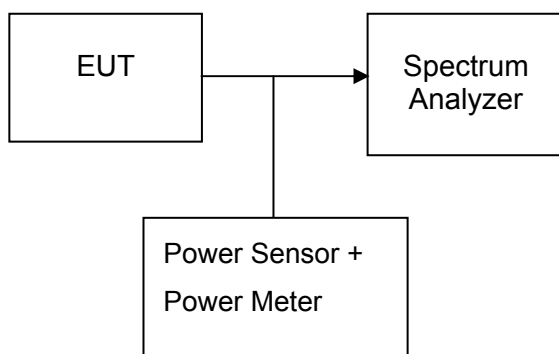 EUT
Spectrum
Analyzer
Power Sensor +
Power Meter